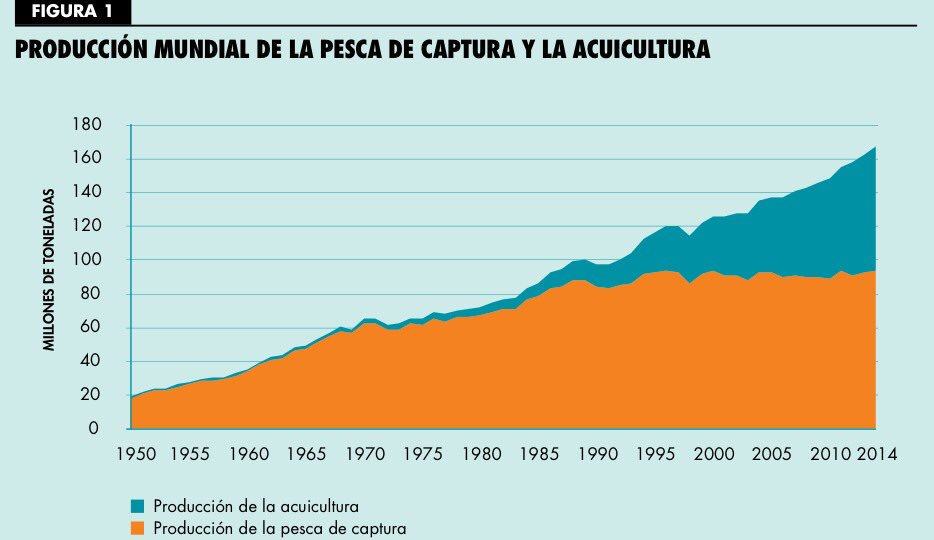 FIGURA 1
PRODUCCIÓN MUNDIAL DE LA PESCA DE CAPTURA Y LA ACUICULTURA
MILLONES DE TONELADAS
180
160
140
120
100
80
60
40
20
0
1950 1955 1960 1965 1970 1975 1980 1985 1990 1995 2000 2005 2010 2014
Producción de la acuicultura
Producción de la pesca de captura